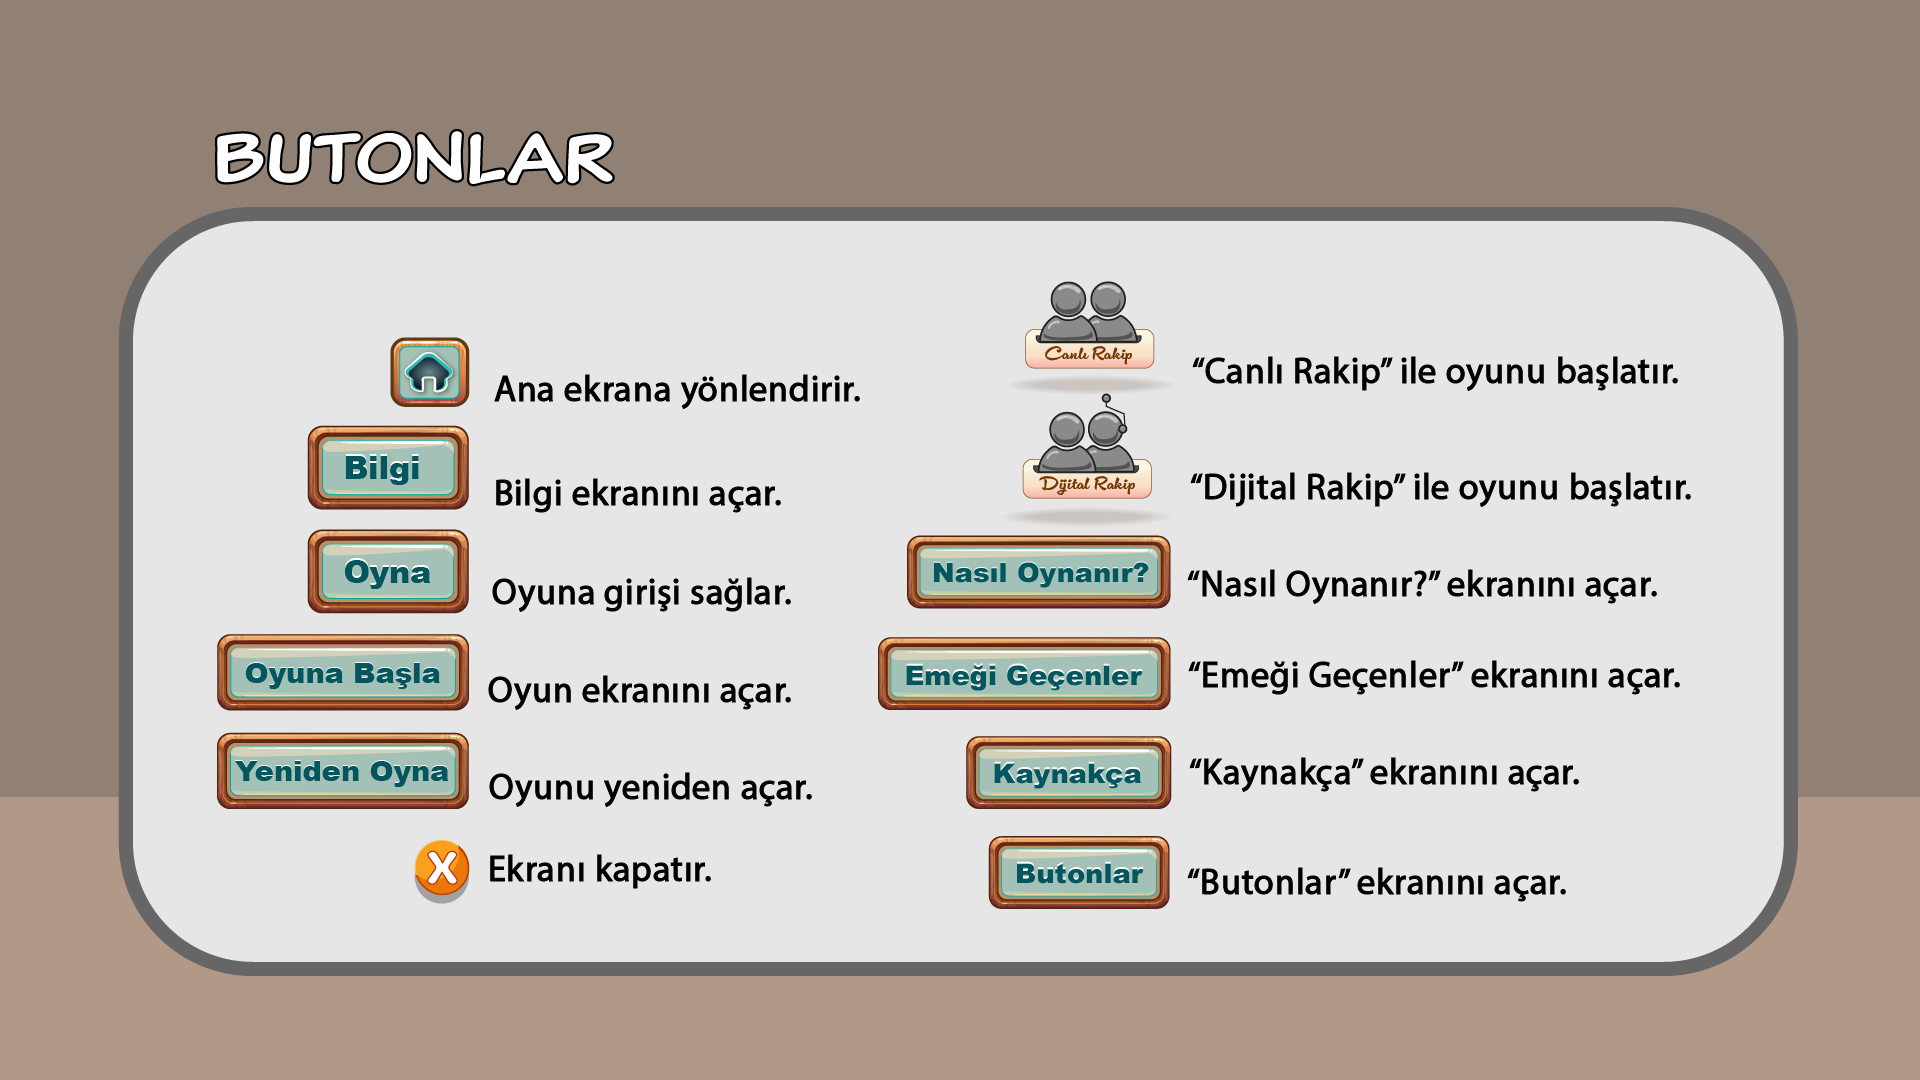 BUTONLAR
Ana ekrana yönlendirir.
Bilgi
Bilgi ekranını açar.
Oyna
Oyuna girişi sağlar.
Oyuna Başla
Oyun ekranını açar.
Yeniden Oyna
Oyunu yeniden açar.
X
Ekranı kapatır.
Canlı Rakip
“Canlı Rakip” ile oyunu başlatır.
Dijital Rakip
“Dijital Rakip” ile oyunu başlatır.
Nasıl Oynanır?
“Nasıl Oynanır?” ekranını açar.
Emeği Geçenler
“Emeği Geçenler” ekranını açar.
Kaynakça
“Kaynakça” ekranını açar.
Butonlar
“Butonlar” ekranını açar.